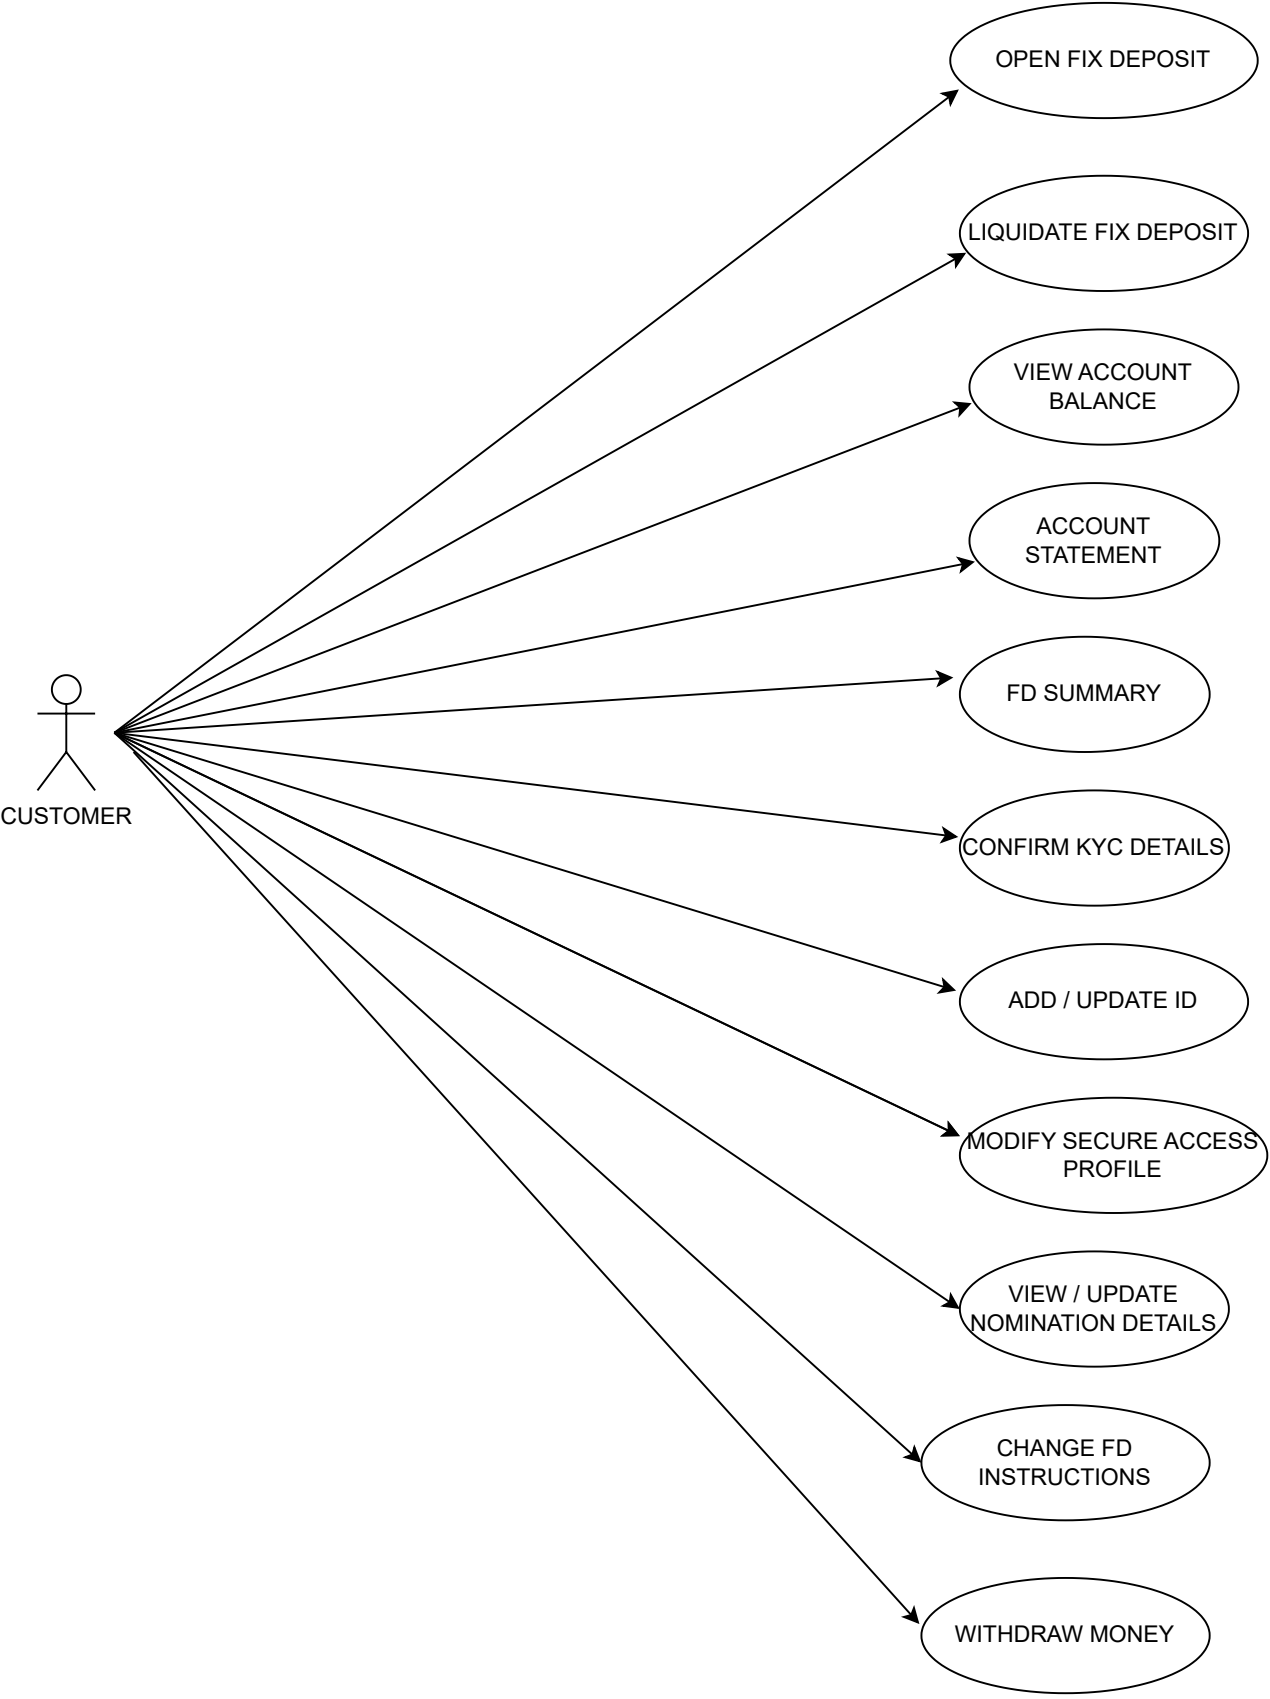 OPEN FIX DEPOSIT
LIQUIDATE FIX DEPOSIT
VIEW ACCOUNT
BALANCE
ACCOUNT
STATEMENT
FD SUMMARY
CUSTOMER
CONFIRM KYC DETAILS
ADD / UPDATE ID
MODIFY SECURE ACCESS
PROFILE
VIEW / UPDATE
NOMINATION DETAILS
CHANGE FD
INSTRUCTIONS
WITHDRAW MONEY